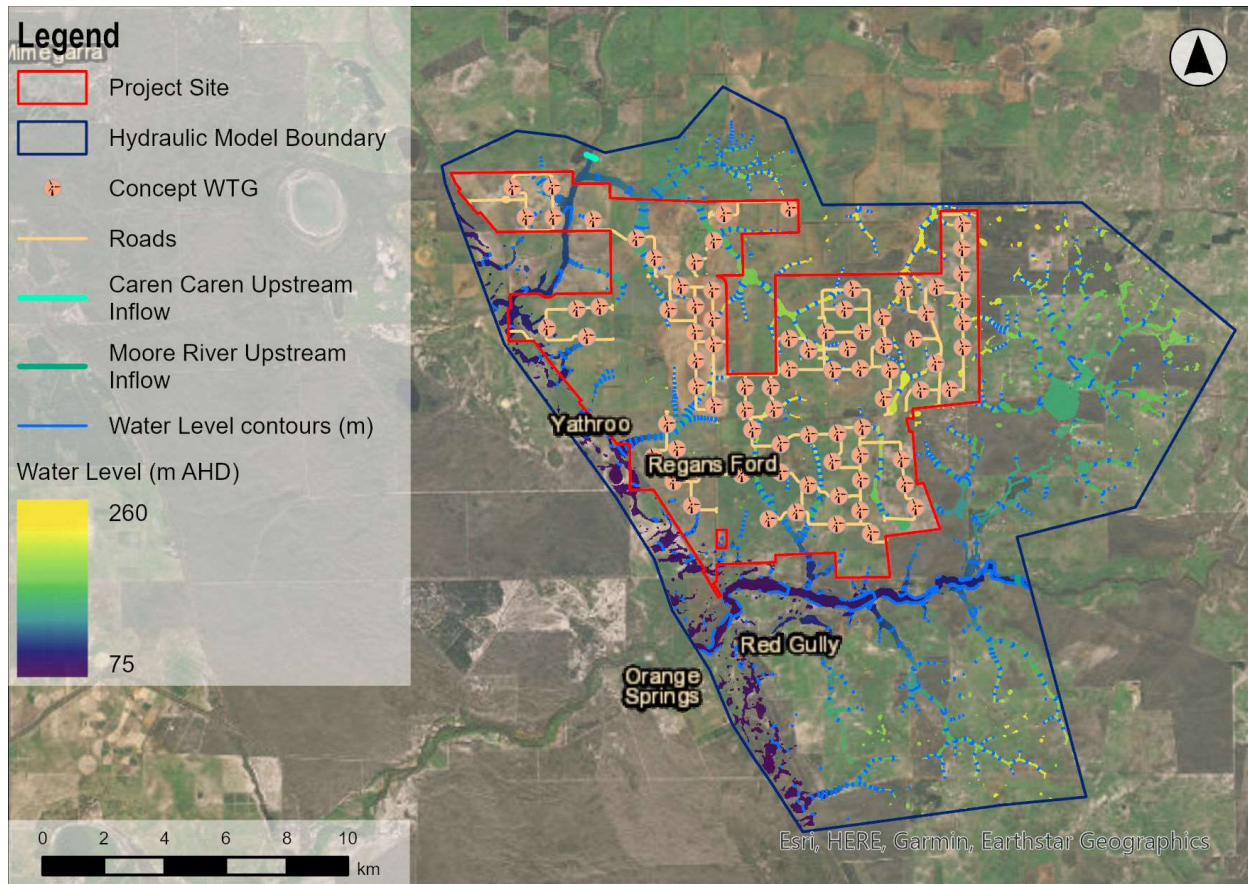 Legend
Mimegarra
Project Site
Hydraulic Model Boundary
Concept WTG
Roads
Caren Caren Upstream
Inflow
Moore River Upstream
Inflow
Water Level contours (m)
Water Level (m AHD)
260
75
Yathroo
Regans Ford
Red Gully
Orange
Springs
0 2 4 6 8 10
km
Esri, HERE, Garmin, Earthstar Geographics